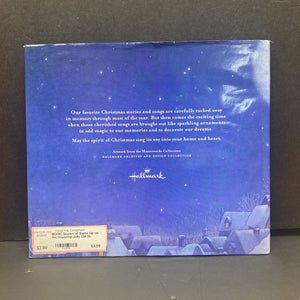 Our favorite Christmas stories and songs are carefully tucked away
in memory through most of the year. But then comes the exciting time
when these cherished songs are brought out like sparkling ornaments
to add magic to our memories and to decorate our dreams.
May the spirit of Christmas sing its way into your home and heart.
Artwork from the Masterworks Collection
HALLMARK ARCHIVES AND DESIGN COLLECTION
Hallmark
$3.99
$3.99